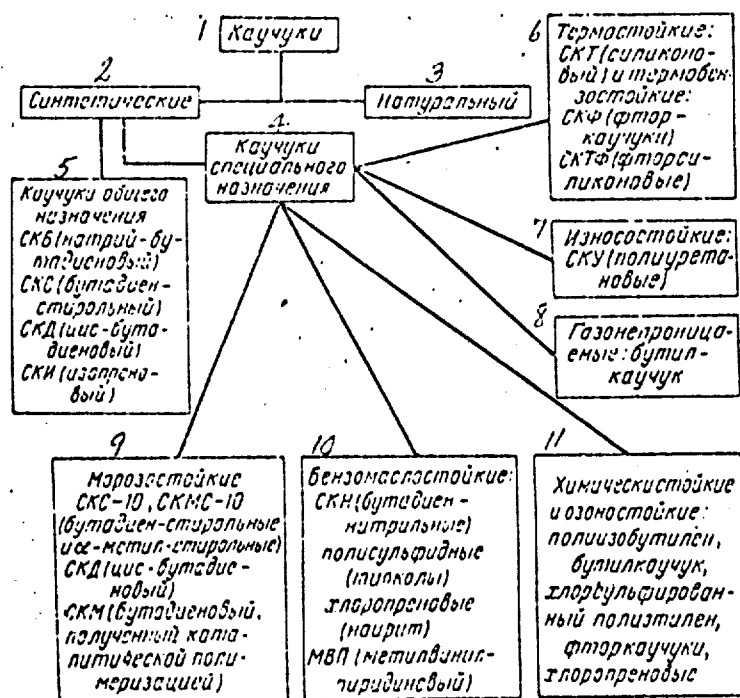 1
Каучуки
2
Синтетические
3
Натуральный
4
Каучуки
специального
назначения
5
Каучуки общего
назначения
СКБ(натрий-бу-
тадиеновый)
СКС(бутадиен-
стирольный)
СКД(цис-бута-
диеновый)
СКИ(изопрено-
вый)
6
Термостойкие:
СКТ(силиконо-
вый) и термобен-
зостойкие:
СКФ(фтор-
каучуки)
СКТФ(фторси-
ликоновые)
7
Износостойкие:
СКУ(полиурета-
новые)
8
Газонепроница-
емые: бутил-
каучук
9
Морозостойкие
СКС-10, СКМС-10
(бутадиен-стирольные
и α-метил-стирольные)
СКД(цис-бутадие-
новый)
СКМ(бутадиеновый,
полученный ката-
литической поли-
меризацией)
10
Бензомаслостойкие:
СКН(бутадиен-
нитрильные)
полисульфидные
(тиоколы)
хлоропреновые
(наирит)
МВП(метилвинил-
пиридиновый)
11
Химически стойкие
и озоностойкие:
полиизобутилен,
бутилкаучук,
хлорсульфирован-
ный полиэтилен,
фторкаучуки,
хлоропреновые